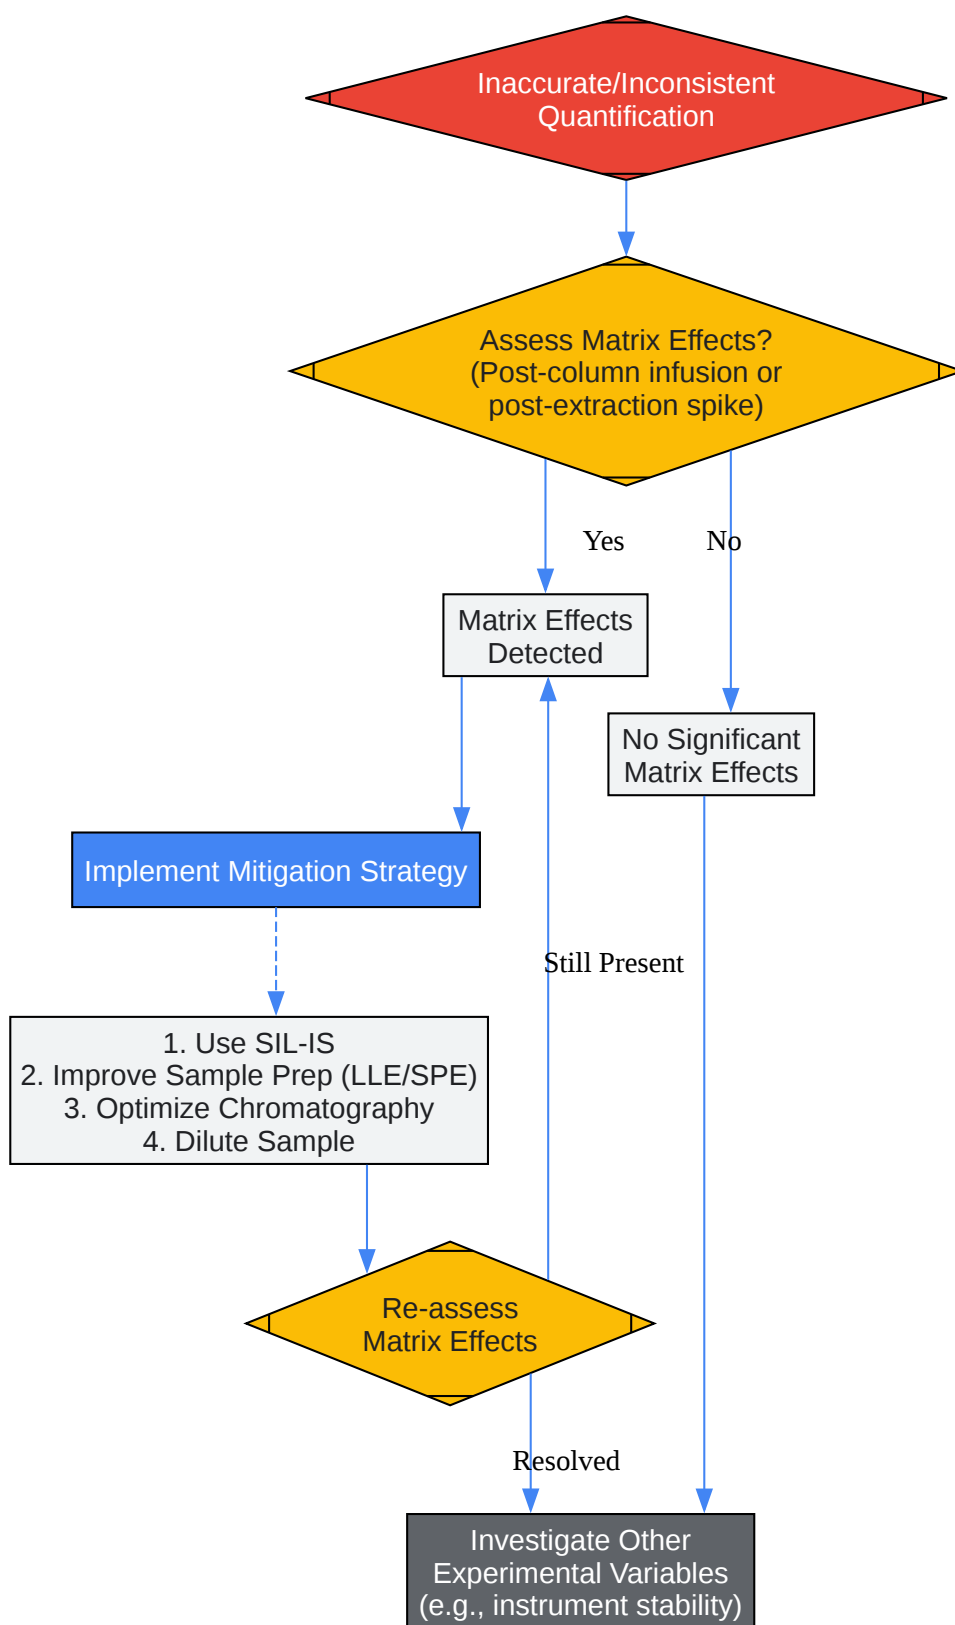 Inaccurate/Inconsistent
Quantification
Assess Matrix Effects?
(Post-column infusion or
post-extraction spike)
Yes
No
Matrix Effects
Detected
No Significant
Matrix Effects
Implement Mitigation Strategy
Still Present
1. Use SIL-IS
2. Improve Sample Prep (LLE/SPE)
3. Optimize Chromatography
4. Dilute Sample
Re-assess
Matrix Effects
Resolved
Investigate Other
Experimental Variables
(e.g., instrument stability)